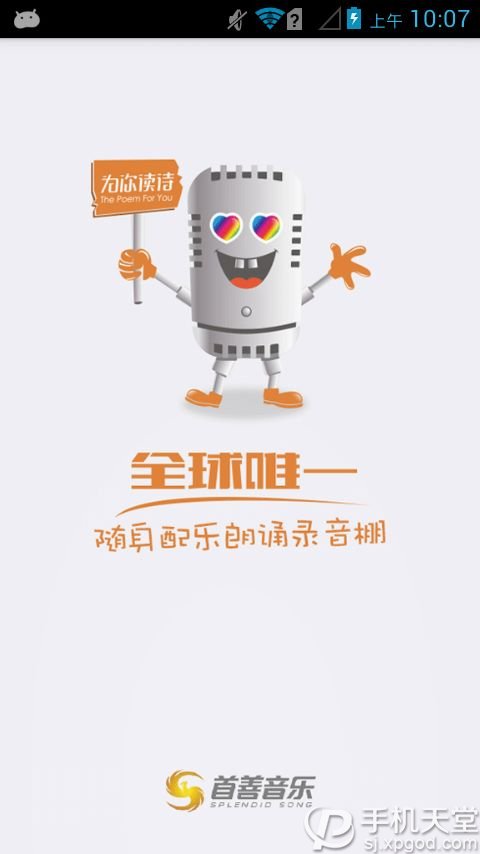 上午 10:07
为你读诗
The Poem For You
全球唯一
随身配乐朗诵录音棚
首善音乐
SPLENDID SONG
手机天堂
sj.xpgod.com